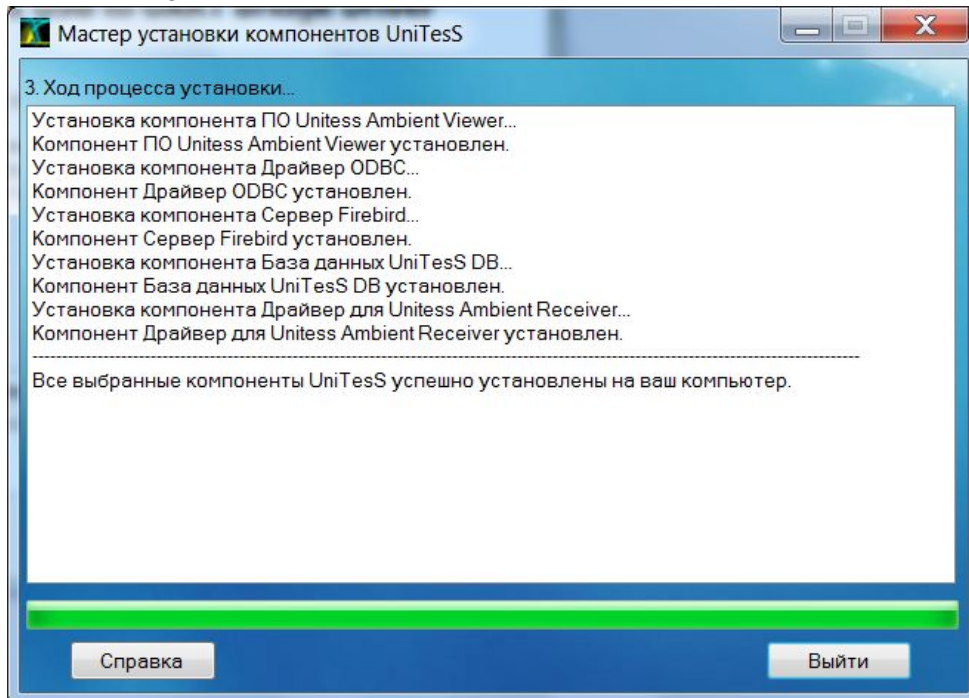 Мастер установки компонентов UniTesS
3. Ход процесса установки...
Установка компонента ПО Unitess Ambient Viewer...
Компонент ПО Unitess Ambient Viewer установлен.
Установка компонента Драйвер ODBC...
Компонент Драйвер ODBC установлен.
Установка компонента Сервер Firebird...
Компонент Сервер Firebird установлен.
Установка компонента База данных UniTesS DB...
Компонент База данных UniTesS DB установлен.
Установка компонента Драйвер для Unitess Ambient Receiver...
Компонент Драйвер для Unitess Ambient Receiver установлен.
Все выбранные компоненты UniTesS успешно установлены на ваш компьютер.
Справка
Выйти